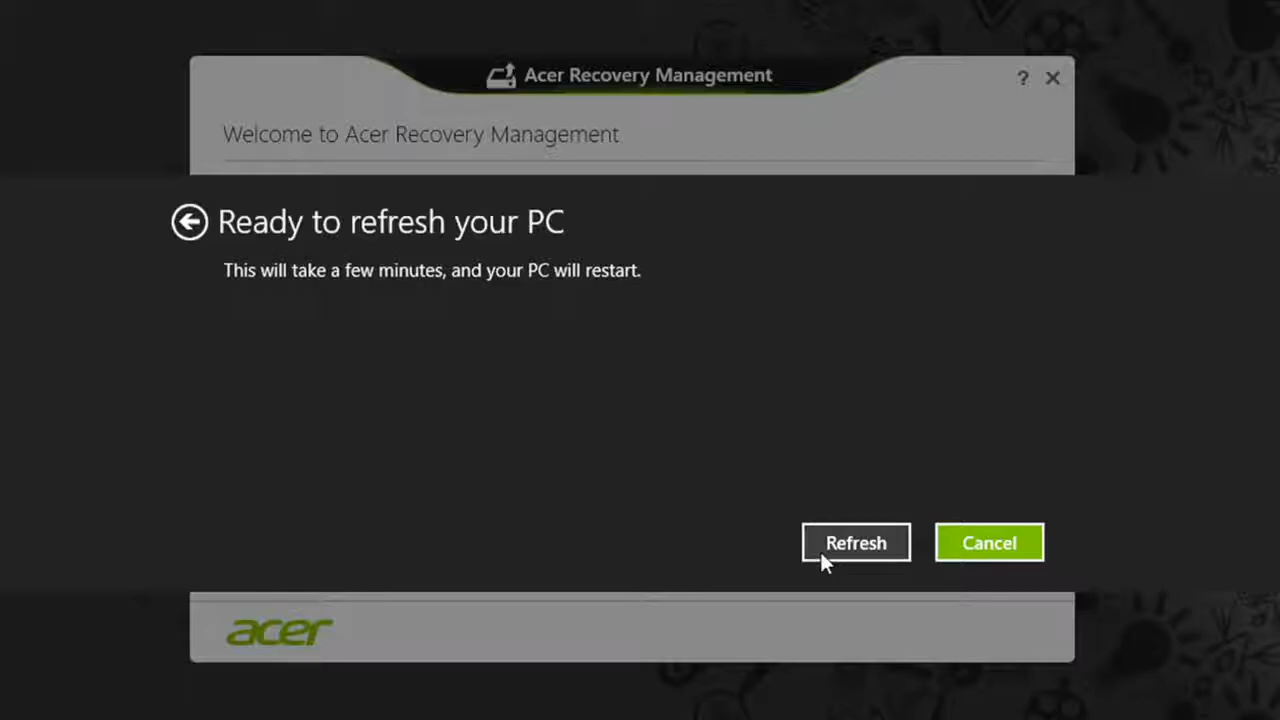 Acer Recovery Management
? ×
Welcome to Acer Recovery Management
Ready to refresh your PC
This will take a few minutes, and your PC will restart.
Refresh
Cancel
acer